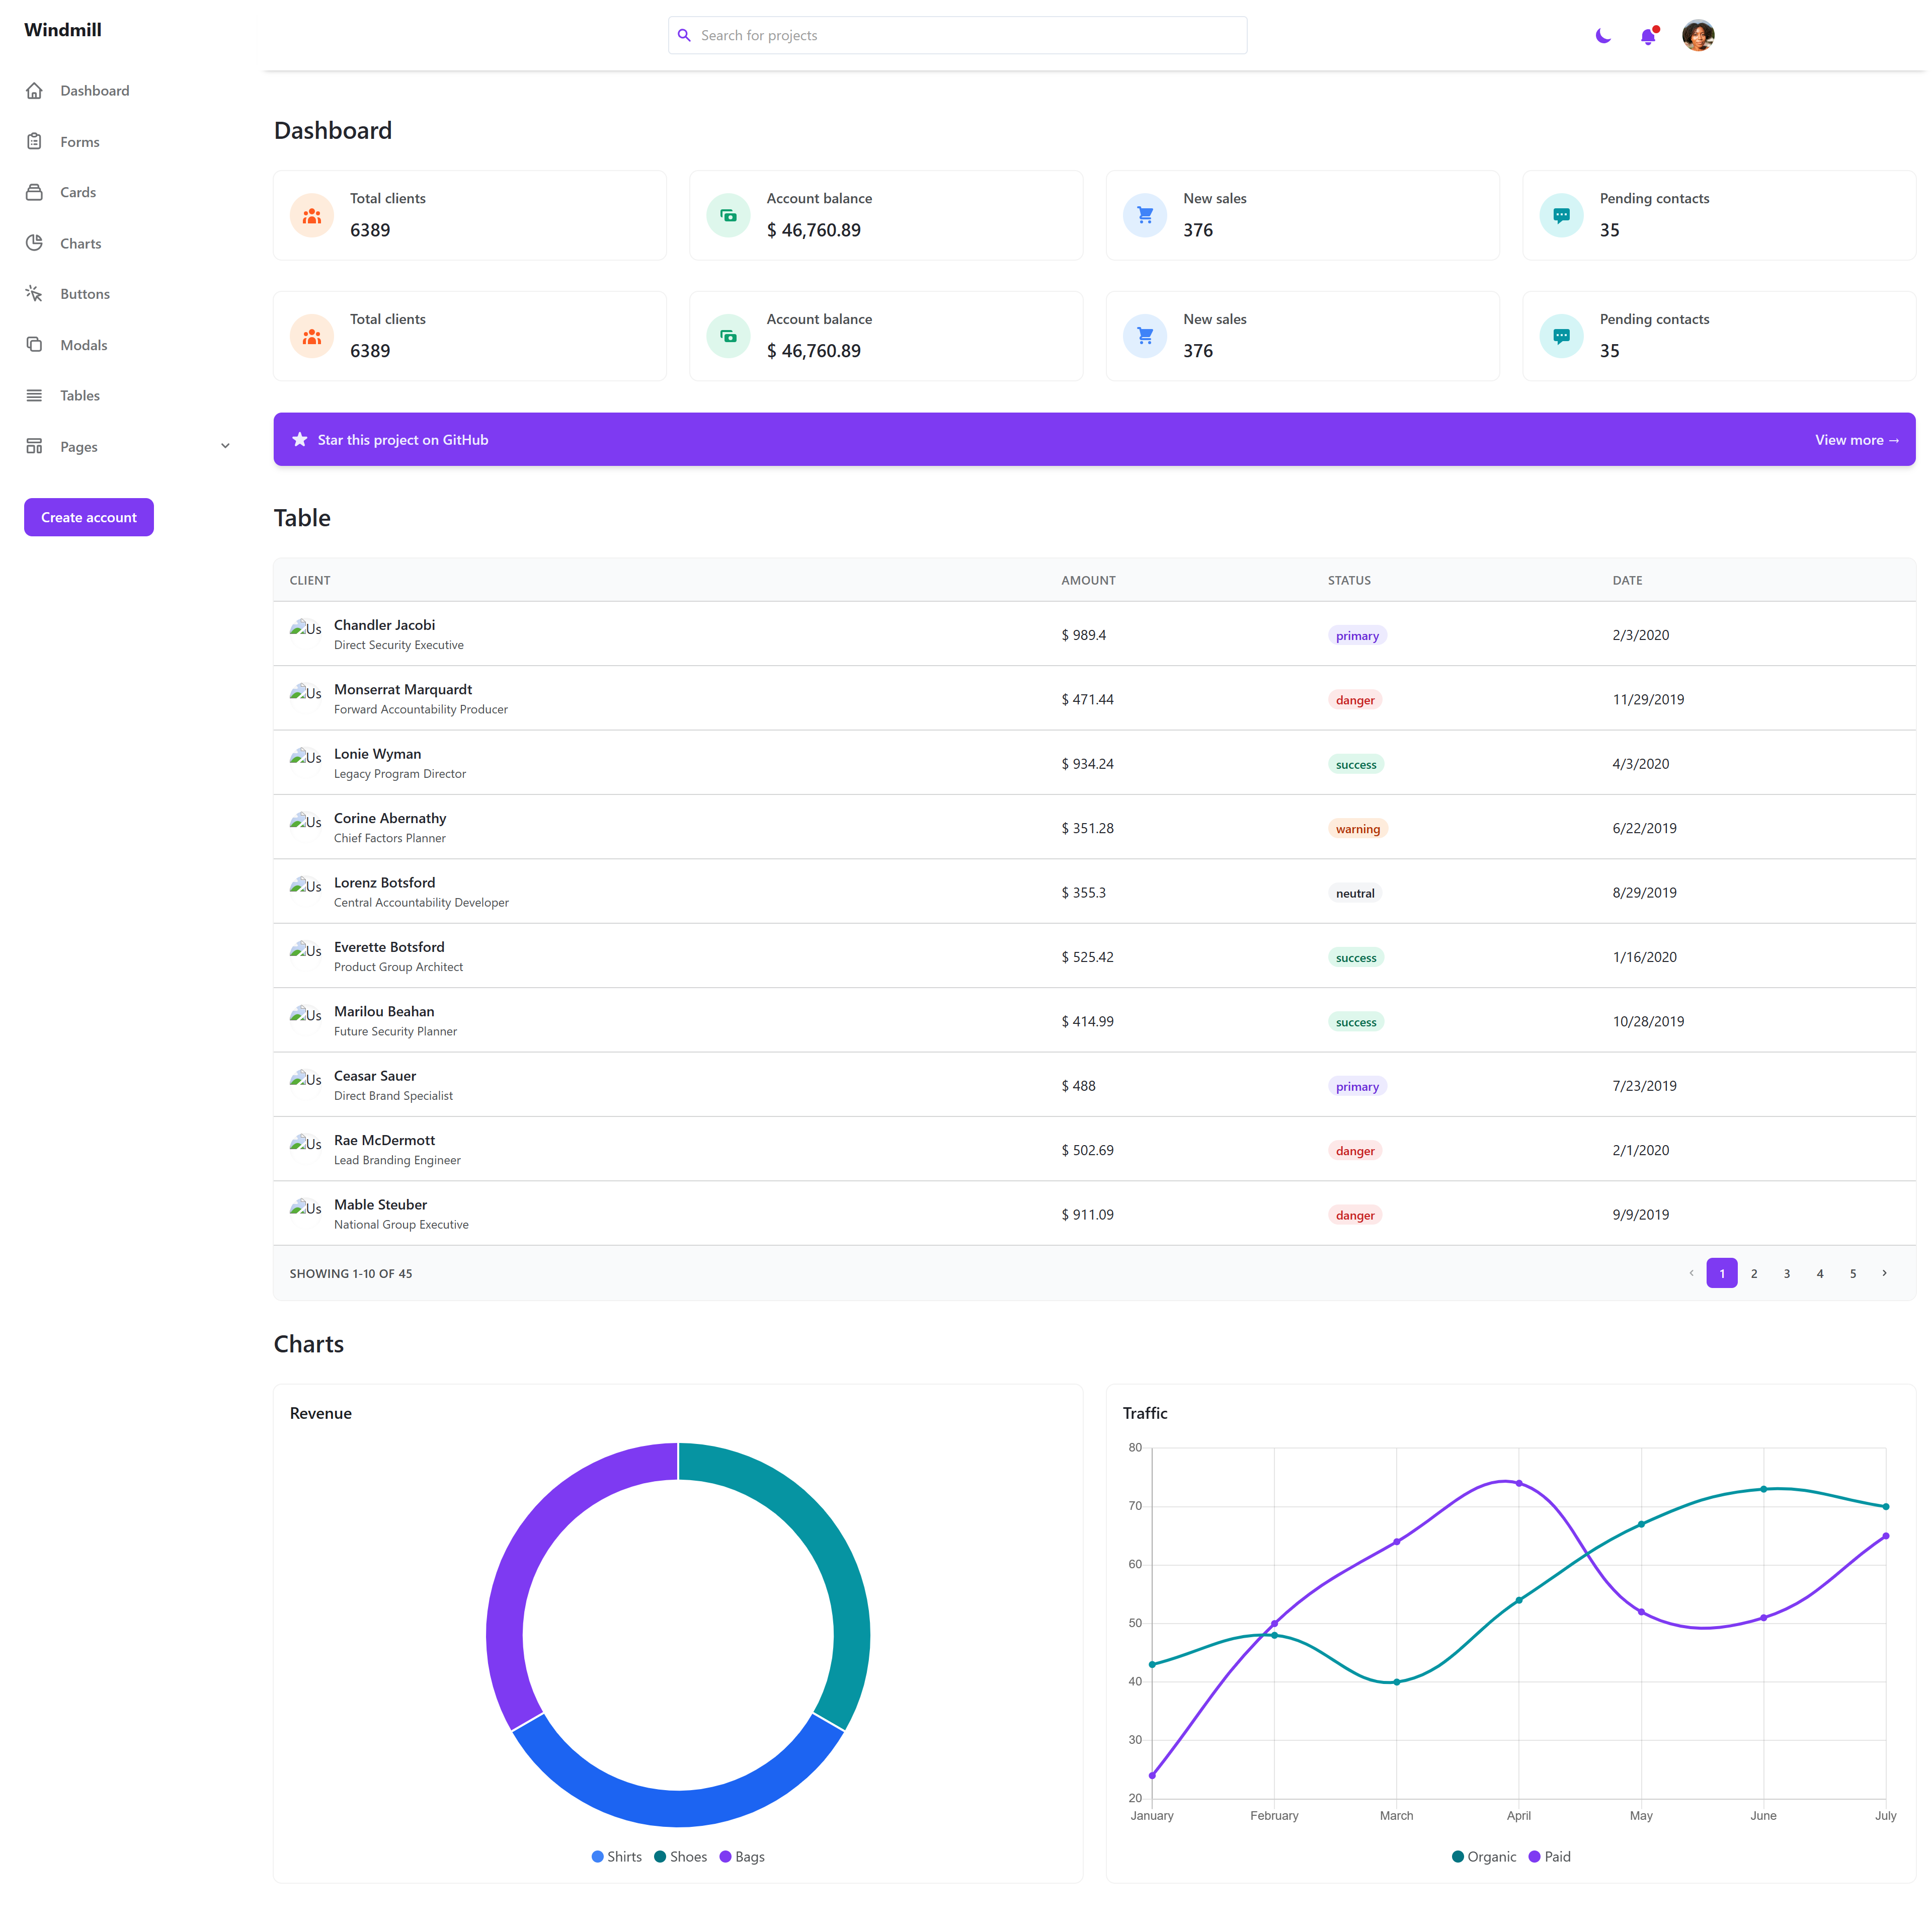 Windmill
Search for projects
Dashboard
Forms
Cards
Charts
Buttons
Modals
Tables
Pages
Create account
Dashboard
Total clients
6389
Account balance
$ 46,760.89
New sales
376
Pending contacts
35
Total clients
6389
Account balance
$ 46,760.89
New sales
376
Pending contacts
35
Star this project on GitHub
View more →
Table
CLIENT AMOUNT STATUS DATE
Us
Chandler Jacobi
Direct Security Executive
$ 989.4 primary 2/3/2020
Us
Monserrat Marquardt
Forward Accountability Producer
$ 471.44 danger 11/29/2019
Us
Lonie Wyman
Legacy Program Director
$ 934.24 success 4/3/2020
Us
Corine Abernathy
Chief Factors Planner
$ 351.28 warning 6/22/2019
Us
Lorenz Botsford
Central Accountability Developer
$ 355.3 neutral 8/29/2019
Us
Everette Botsford
Product Group Architect
$ 525.42 success 1/16/2020
Us
Marilou Beahan
Future Security Planner
$ 414.99 success 10/28/2019
Us
Ceasar Sauer
Direct Brand Specialist
$ 488 primary 7/23/2019
Us
Rae McDermott
Lead Branding Engineer
$ 502.69 danger 2/1/2020
Us
Mable Steuber
National Group Executive
$ 911.09 danger 9/9/2019
SHOWING 1-10 OF 45
1 2 3 4 5
Charts
Revenue
Shirts Shoes Bags
Traffic
80
70
60
50
40
30
20
January February March April May June July
Organic Paid